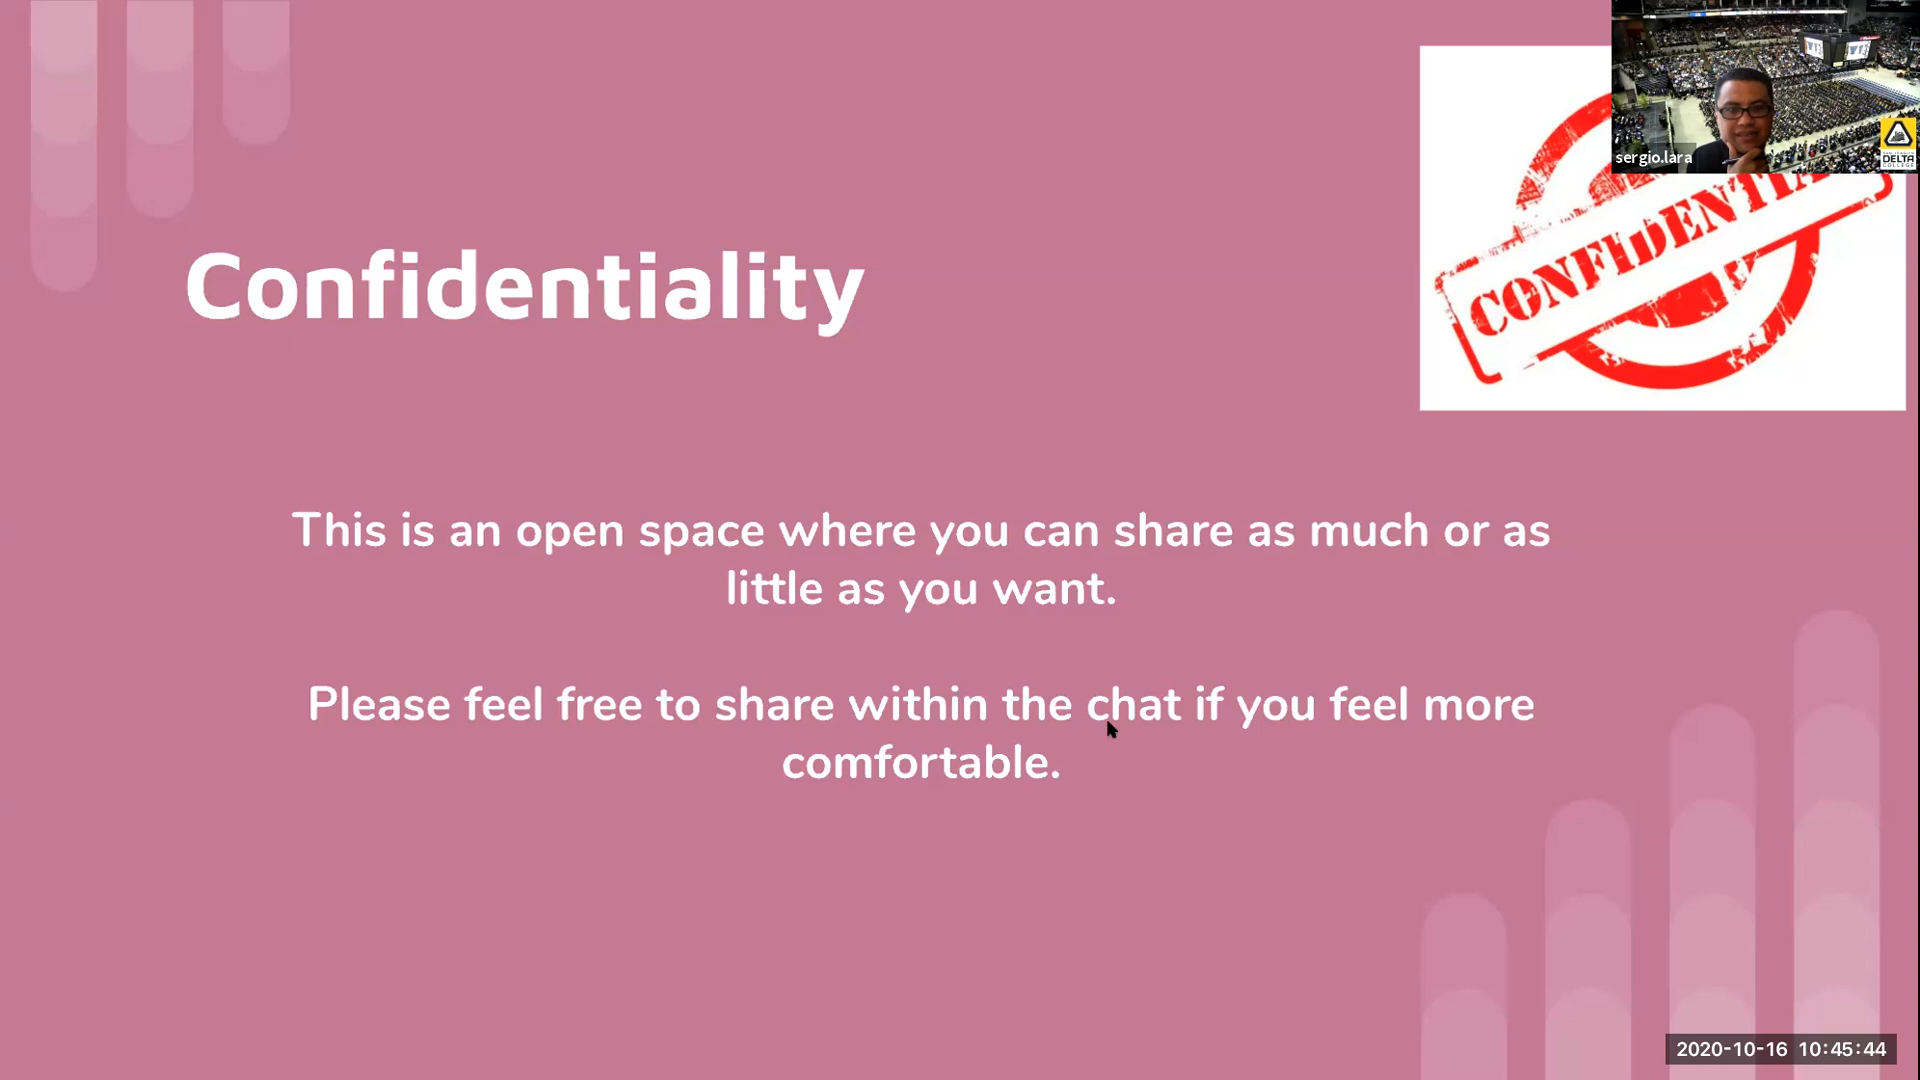 sergio.lara
DELTA
COLLEGE
CONFIDENTIA
Confidentiality
This is an open space where you can share as much or as
little as you want.
Please feel free to share within the chat if you feel more
comfortable.
2020-10-16 10:45:44